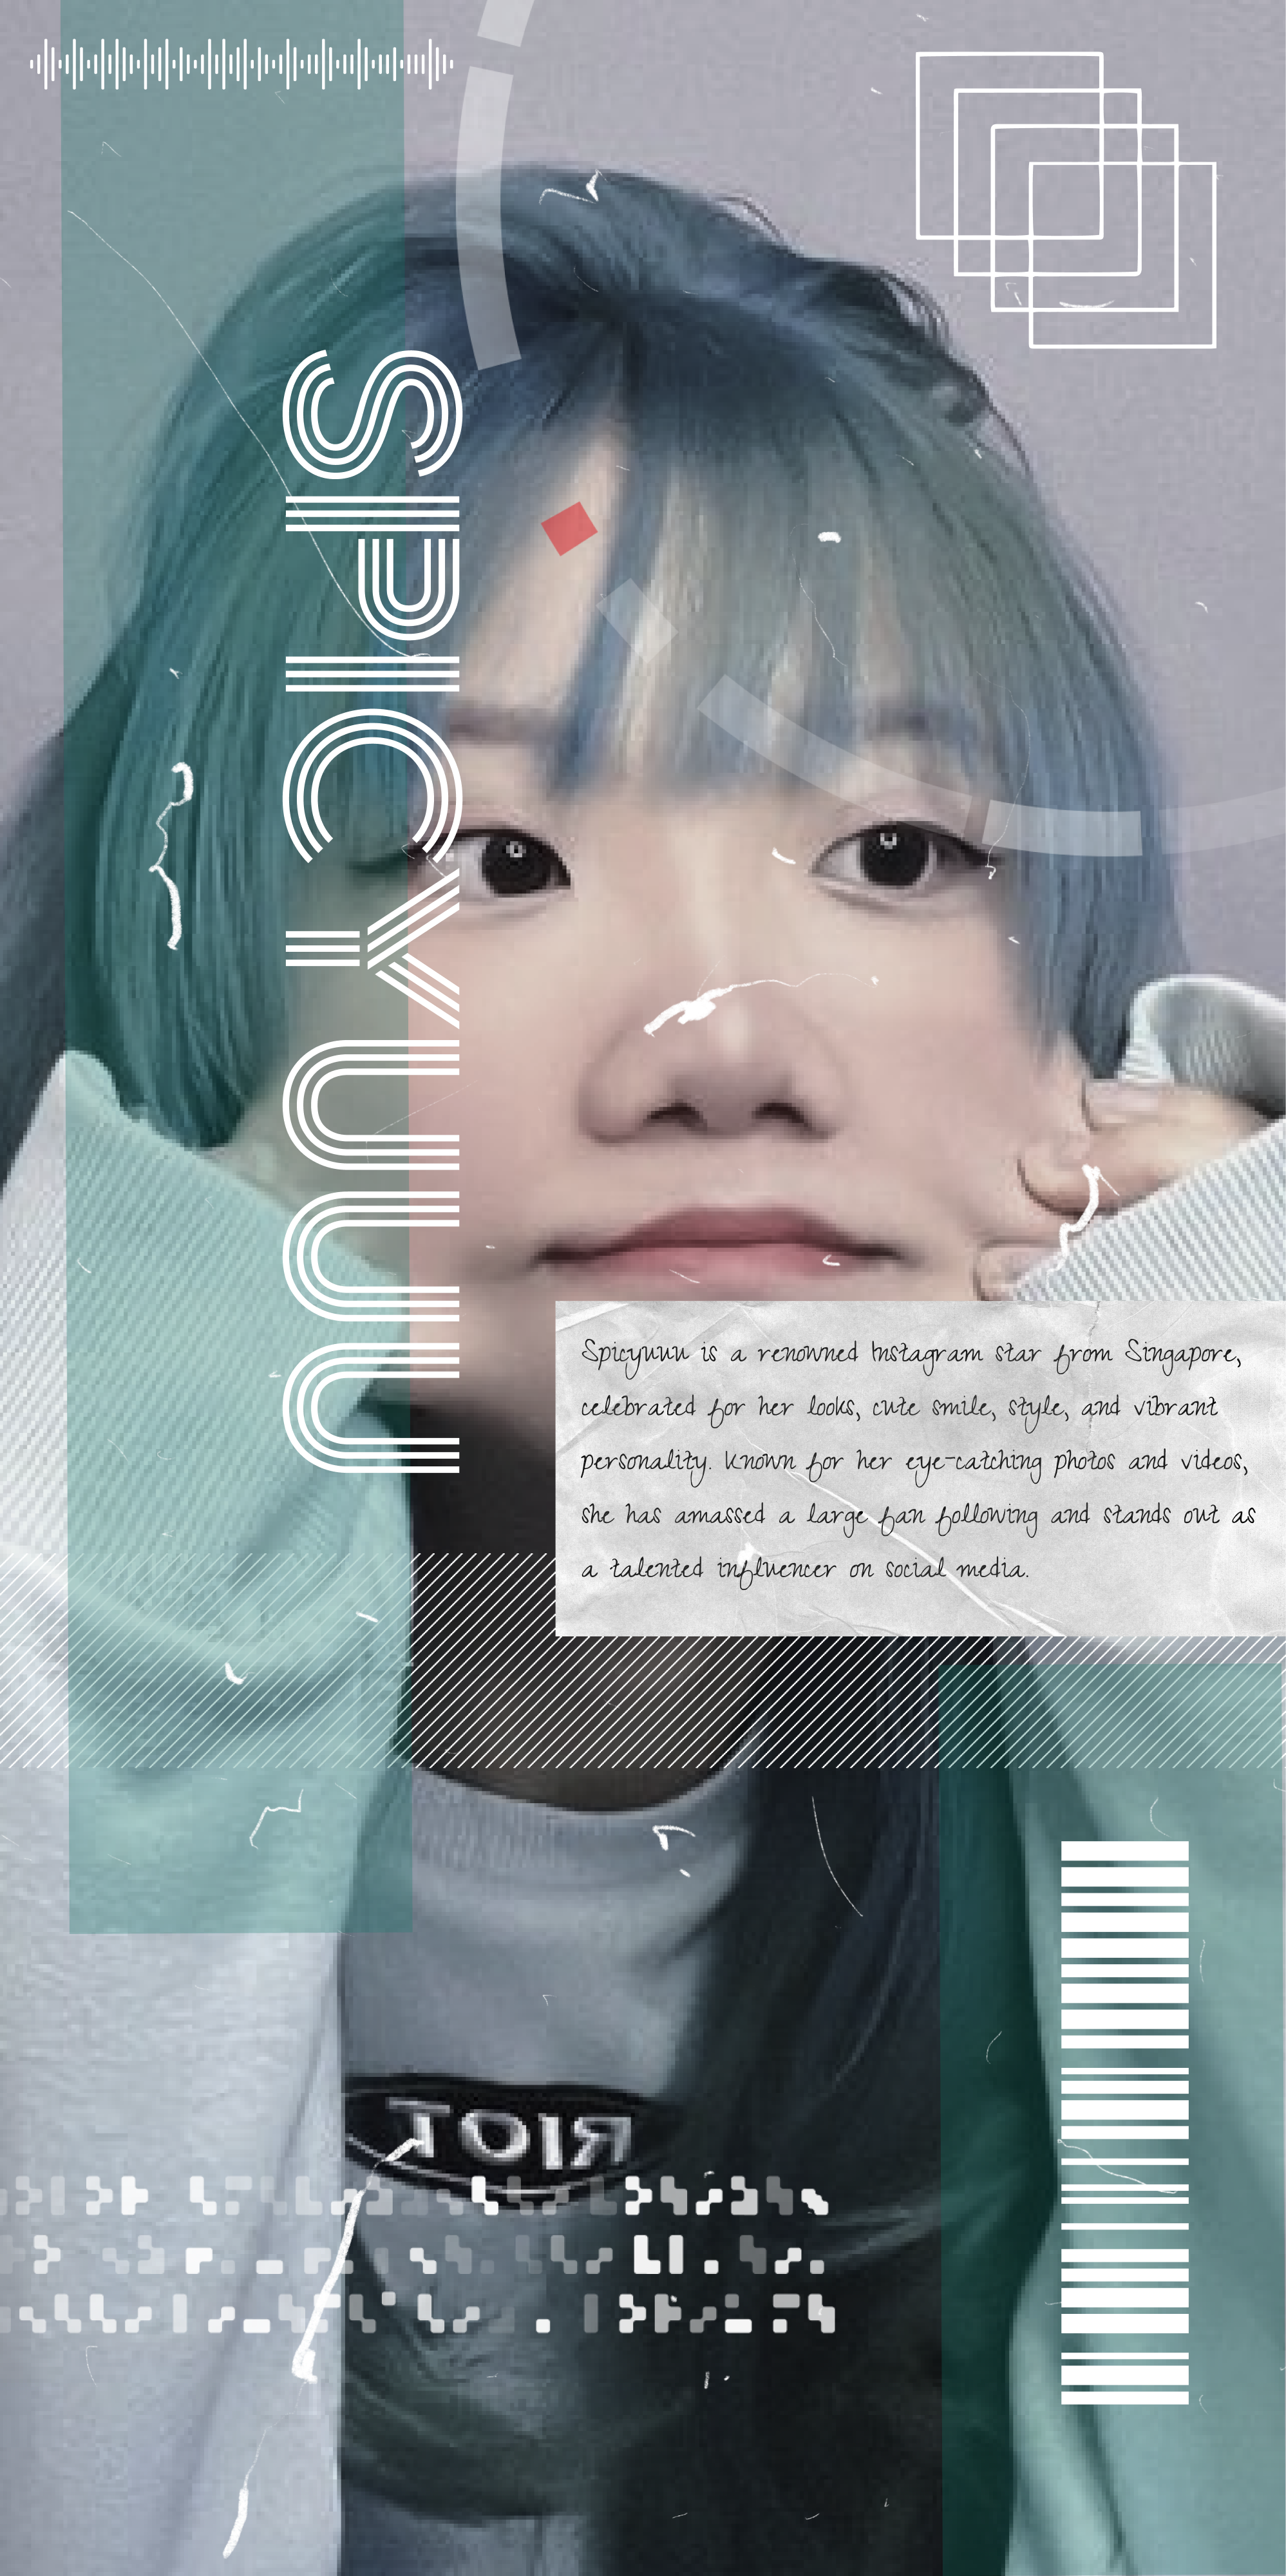 SPICYUUU
Spicyuuu is a renowned Instagram star from Singapore,
celebrated for her looks, cute smile, style, and vibrant
personality. Known for her eye-catching photos and videos,
she has amassed a large fan following and stands out as
a talented influencer on social media.
RIOT